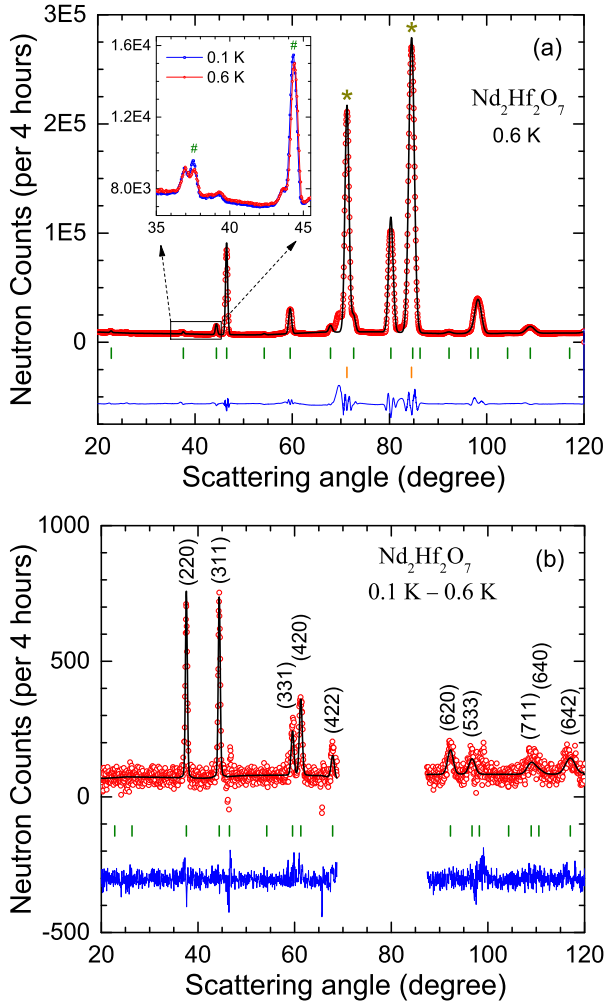 3E5
2E5
1E5
0
Neutron Counts (per 4 hours)
1.6E4
1.2E4
8.0E3
35 40 45
0.1 K
0.6 K
#
#
*
*
(a)
Nd2Hf2O7
0.6 K
20 40 60 80 100 120
Scattering angle (degree)
1000
500
0
-500
Neutron Counts (per 4 hours)
Nd2Hf2O7
0.1 K – 0.6 K
(b)
(220)
(311)
(331)
(420)
(422)
(620)
(533)
(711)
(640)
(642)
20 40 60 80 100 120
Scattering angle (degree)